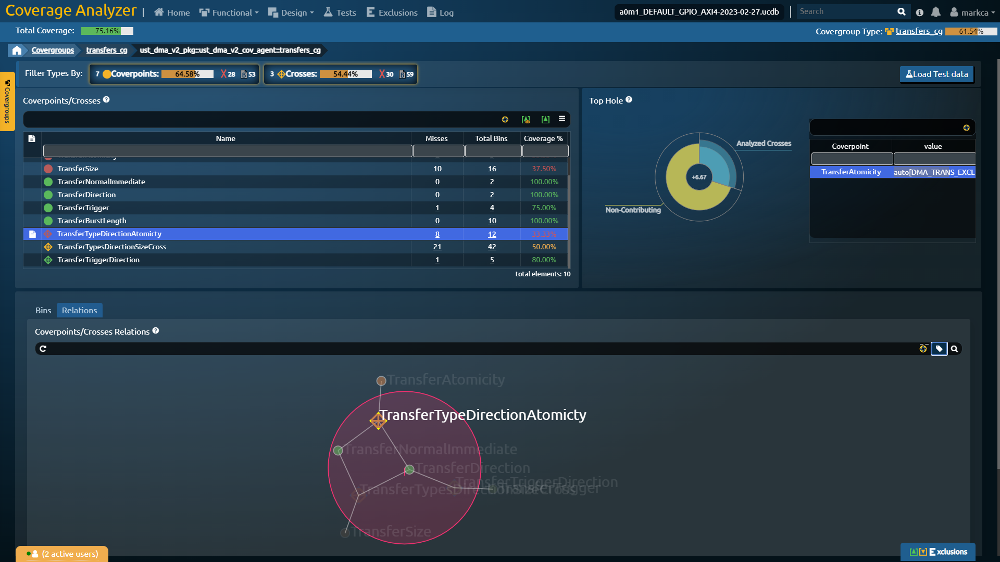 Coverage Analyzer | Home Functional Design Tests Exclusions Log a0m1_DEFAULT_GPIO_AXI4-2023-02-27.ucdb Search markca
Total Coverage: 75.16% Covergroup Type: transfers_cg 61.54%
Covergroups transfers_cg ust_dma_v2_pkg::ust_dma_v2_cov_agent::transfers_cg
Filter Types By: 7 Coverpoints: 64.58% 28 53 3 Crosses: 54.44% 30 59 Load Test data
Covergroups
Coverpoints/Crosses
Name Misses Total Bins Coverage %
TransferSize 10 16 37.50%
TransferNormalImmediate 0 2 100.00%
TransferDirection 0 2 100.00%
TransferTrigger 1 4 75.00%
TransferBurstLength 0 10 100.00%
TransferTypeDirectionAtomicty 8 12 33.33%
TransferTypesDirectionSizeCross 21 42 50.00%
TransferTriggerDirection 1 5 80.00%
total elements: 10
Top Hole
Analyzed Crosses
+6.67
Non-Contributing
Coverpoint value
TransferAtomicity auto[DMA_TRANS_EXCL
Bins Relations
Coverpoints/Crosses Relations
TransferAtomicity
TransferTypeDirectionAtomicty
TransferNormalImmediate
TransferDirection
TransferTriggerDirection
TransferTypesDirectionSizeCross
TransferTrigger
TransferSize
(2 active users)
Exclusions